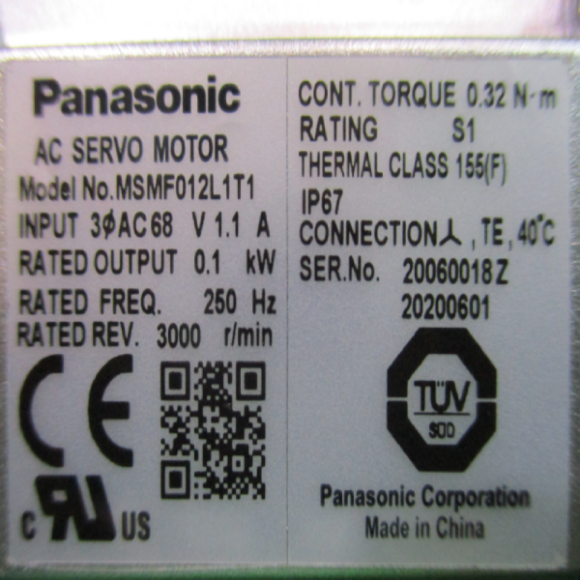 Panasonic
AC SERVO MOTOR
Model No.MSMF012L1T1
INPUT 3ϕAC68 V 1.1 A
RATED OUTPUT 0.1 kW
RATED FREQ. 250 Hz
RATED REV. 3000 r/min
CE
C RU US
CONT. TORQUE 0.32 N·m
RATING S1
THERMAL CLASS 155(F)
IP67
CONNECTION⅄, TE, 40℃
SER.No. 20060018Z
20200601
TÜV
SÜD
Panasonic Corporation
Made in China